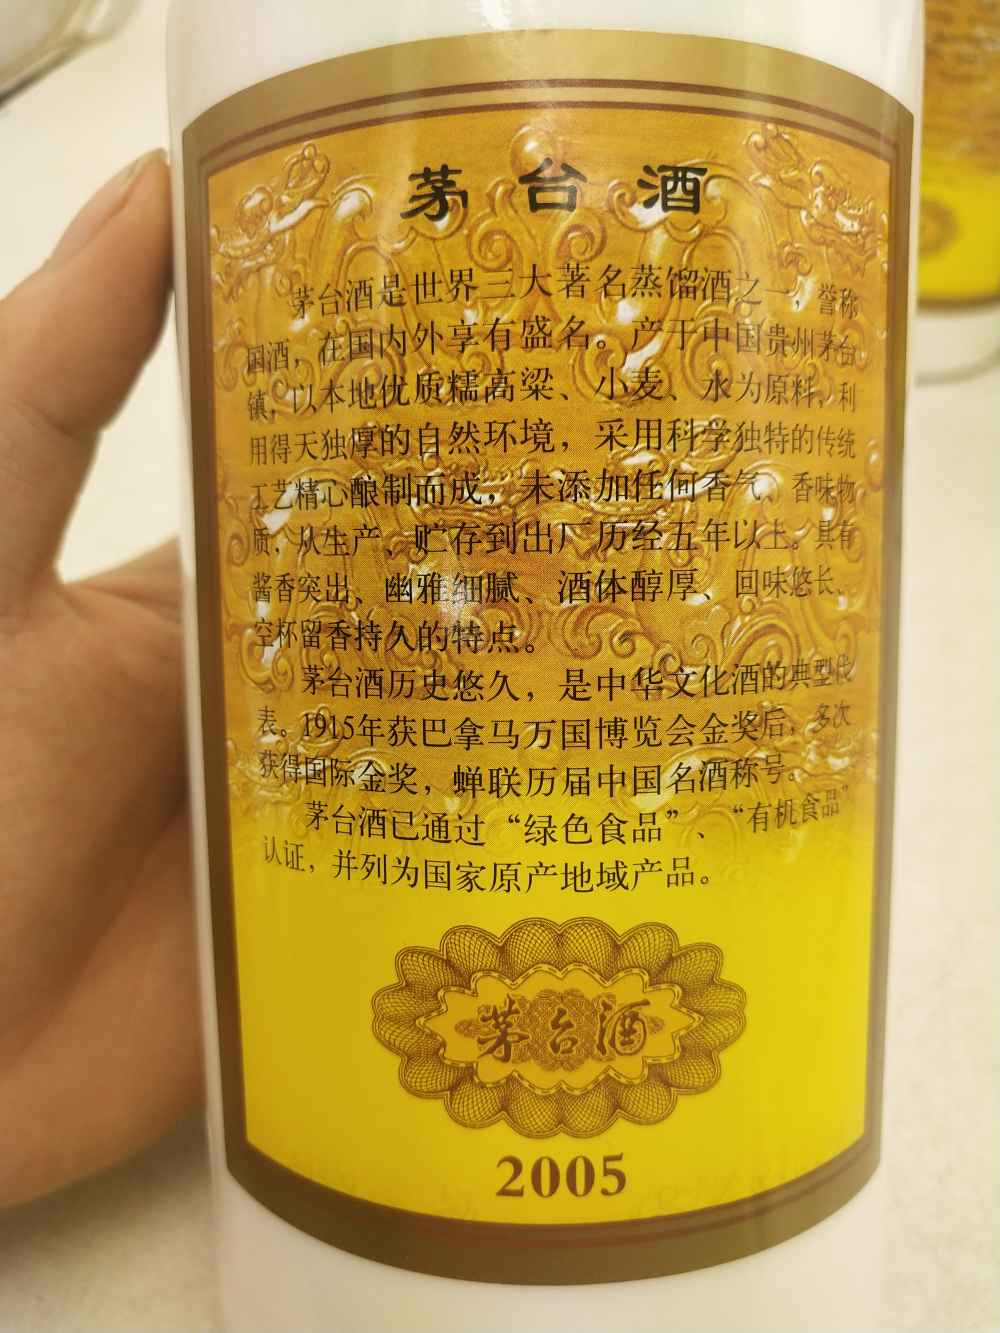 茅台酒
茅台酒是世界三大著名蒸馏酒之一，誉称
国酒，在国内外享有盛名。产于中国贵州茅台
镇，以本地优质糯高粱、小麦、水为原料，利
用得天独厚的自然环境，采用科学独特的传统
工艺精心酿制而成，未添加任何香气、香味物
质，从生产、贮存到出厂历经五年以上。具有
酱香突出、幽雅细腻、酒体醇厚、回味悠长、
空杯留香持久的特点。
茅台酒历史悠久，是中华文化酒的典型代
表。1915年获巴拿马万国博览会金奖后，多次
获得国际金奖，蝉联历届中国名酒称号。
茅台酒已通过“绿色食品”、“有机食品”
认证，并列为国家原产地域产品。
茅台酒
2005